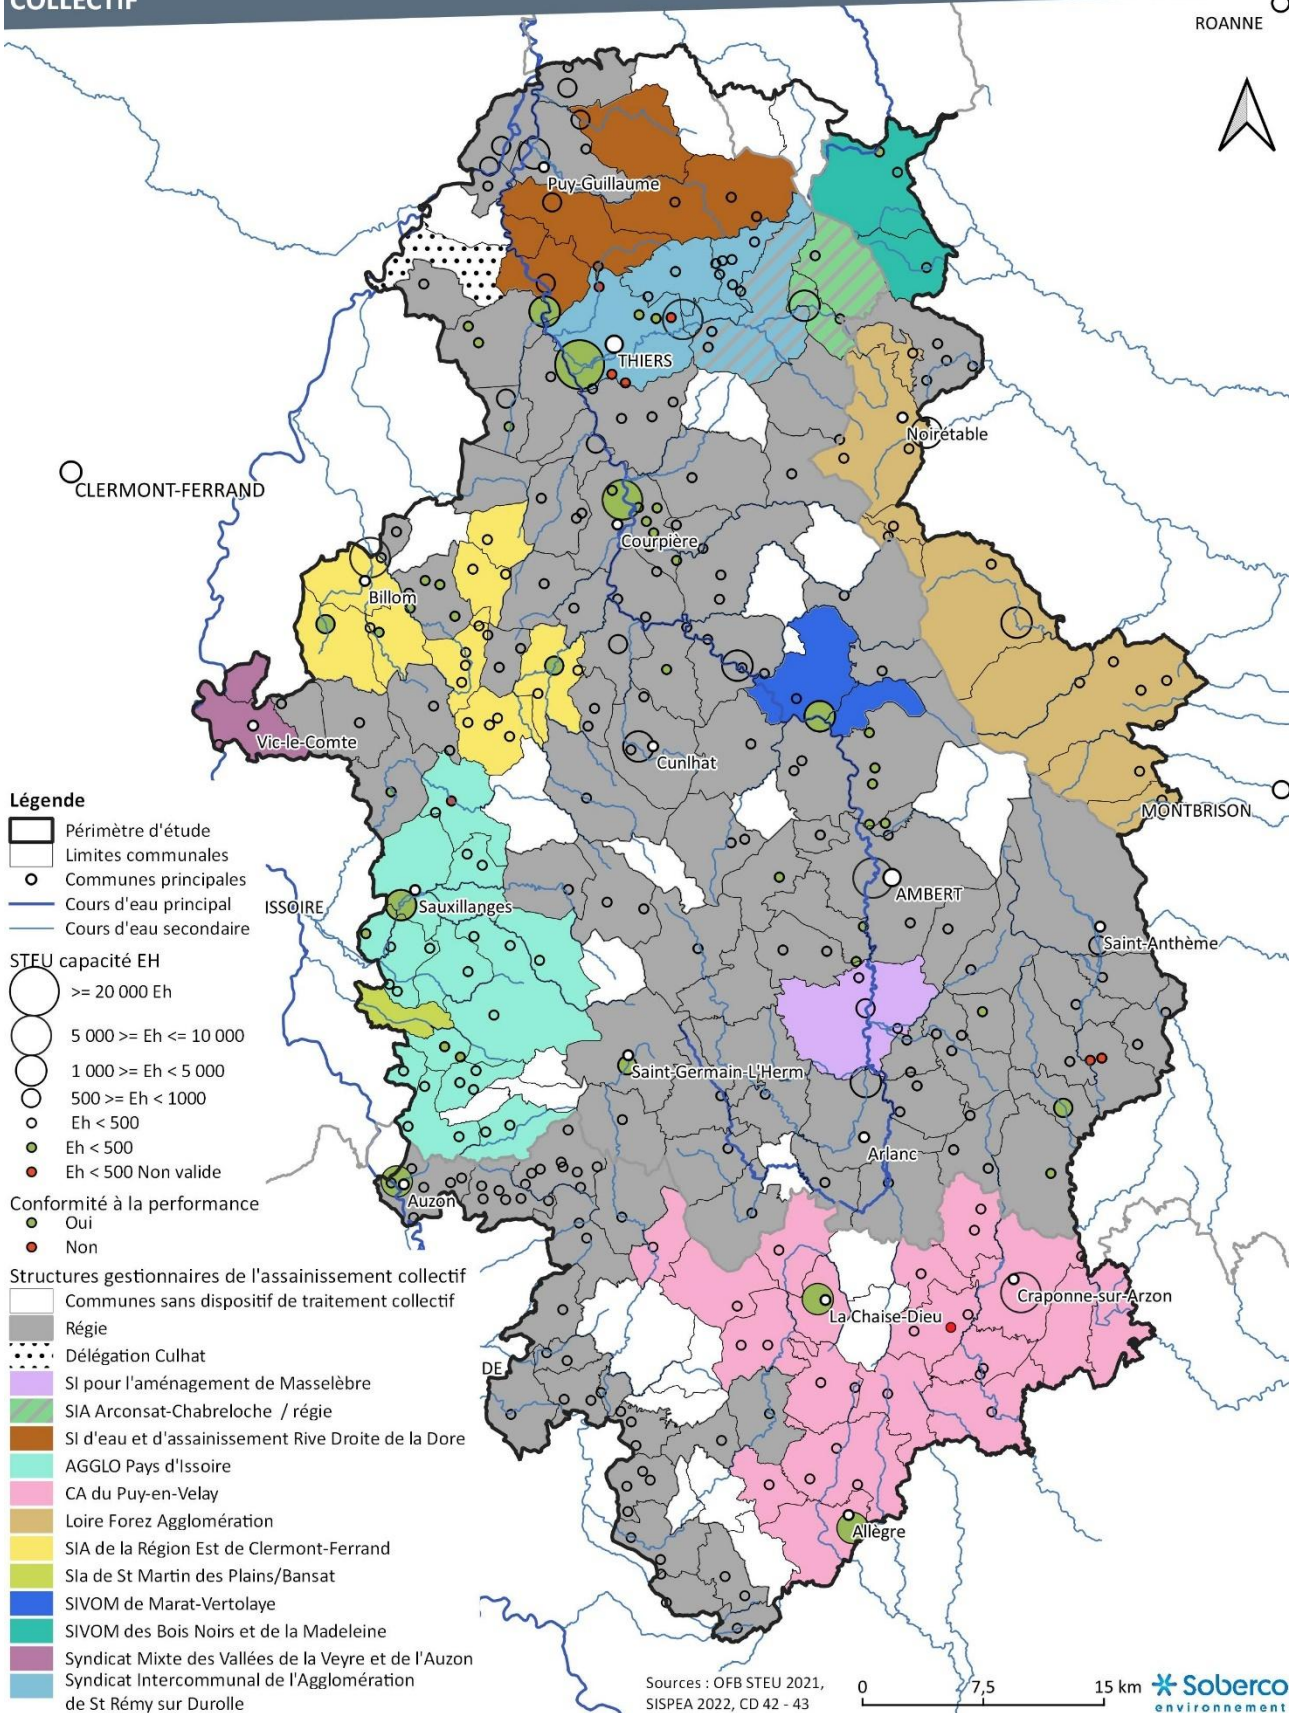 COLLECTIF
ROANNE
Puy-Guillaume
THIERS
Noirétable
CLERMONT-FERRAND
Courpière
Billom
Vic-le-Comte
Cunlhat
MONTBRISON
AMBERT
ISSOIRE
Sauxillanges
Saint-Anthème
Saint-Germain-L'Herm
Arlanc
Auzon
Craponne-sur-Arzon
La Chaise-Dieu
DE
Allègre
Légende
Périmètre d'étude
Limites communales
Communes principales
Cours d'eau principal
Cours d'eau secondaire
STEU capacité EH
>= 20 000 Eh
5 000 >= Eh <= 10 000
1 000 >= Eh < 5 000
500 >= Eh < 1000
Eh < 500
Eh < 500
Eh < 500 Non valide
Conformité à la performance
Oui
Non
Structures gestionnaires de l'assainissement collectif
Communes sans dispositif de traitement collectif
Régie
Délégation Culhat
SI pour l'aménagement de Masselèbre
SIA Arconsat-Chabreloche / régie
SI d'eau et d'assainissement Rive Droite de la Dore
AGGLO Pays d'Issoire
CA du Puy-en-Velay
Loire Forez Agglomération
SIA de la Région Est de Clermont-Ferrand
SIa de St Martin des Plains/Bansat
SIVOM de Marat-Vertolaye
SIVOM des Bois Noirs et de la Madeleine
Syndicat Mixte des Vallées de la Veyre et de l'Auzon
Syndicat Intercommunal de l'Agglomération
de St Rémy sur Durolle
Sources : OFB STEU 2021,
SISPEA 2022, CD 42 - 43
0 7,5 15 km
Soberco
environnement